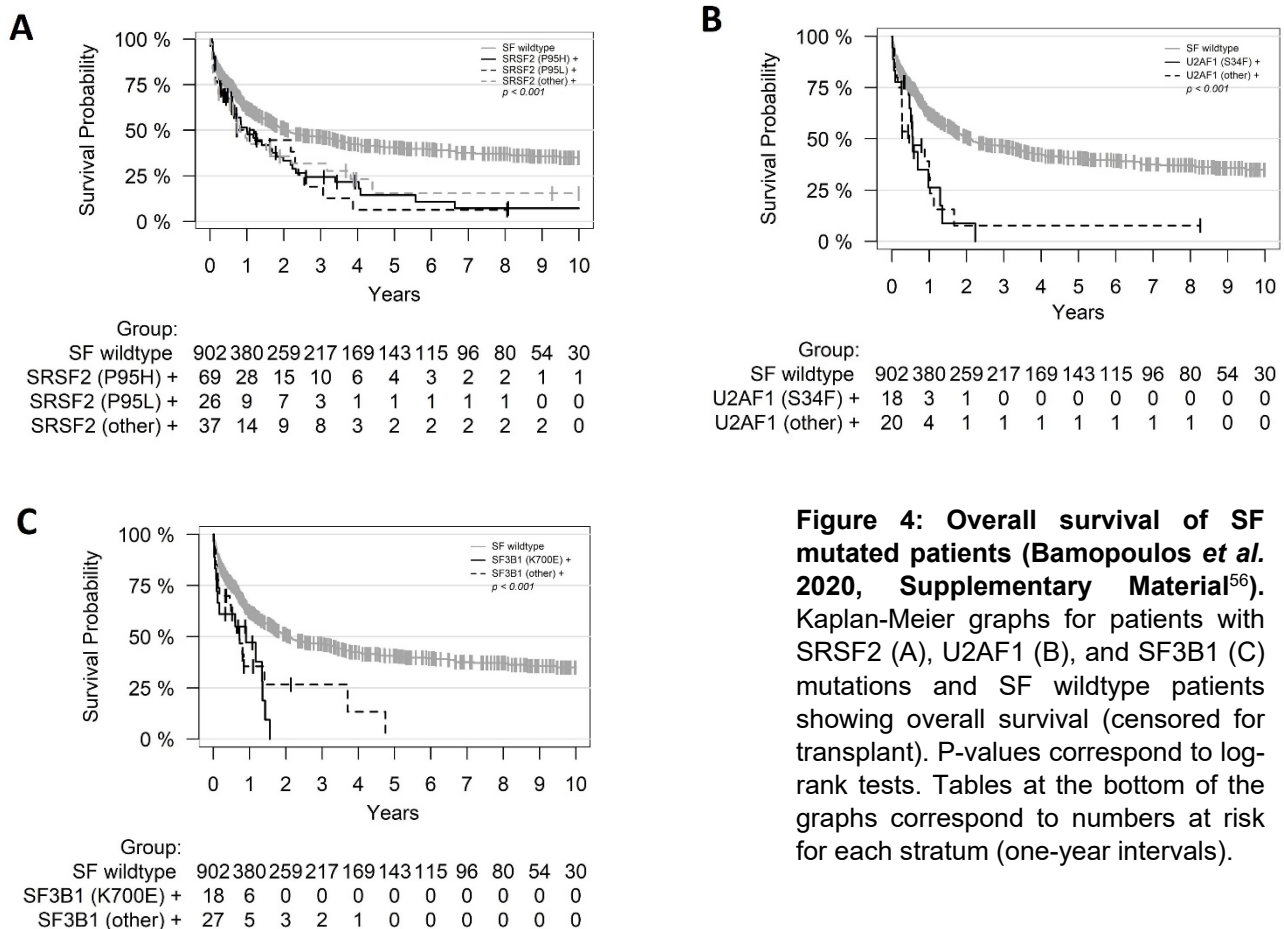 A
Survival Probability
100 %
75 %
50 %
25 %
0 %
SF wildtype
SRSF2 (P95H) +
SRSF2 (P95L) +
SRSF2 (other) +
p < 0.001
0 1 2 3 4 5 6 7 8 9 10
Years
Group:
SF wildtype 902 380 259 217 169 143 115 96 80 54 30
SRSF2 (P95H) + 69 28 15 10 6 4 3 2 2 1 1
SRSF2 (P95L) + 26 9 7 3 1 1 1 1 1 0 0
SRSF2 (other) + 37 14 9 8 3 2 2 2 2 2 0
B
Survival Probability
100 %
75 %
50 %
25 %
0 %
SF wildtype
U2AF1 (S34F) +
U2AF1 (other) +
p < 0.001
0 1 2 3 4 5 6 7 8 9 10
Years
Group:
SF wildtype 902 380 259 217 169 143 115 96 80 54 30
U2AF1 (S34F) + 18 3 1 0 0 0 0 0 0 0 0
U2AF1 (other) + 20 4 1 1 1 1 1 1 1 0 0
C
Survival Probability
100 %
75 %
50 %
25 %
0 %
SF wildtype
SF3B1 (K700E) +
SF3B1 (other) +
p < 0.001
0 1 2 3 4 5 6 7 8 9 10
Years
Group:
SF wildtype 902 380 259 217 169 143 115 96 80 54 30
SF3B1 (K700E) + 18 6 0 0 0 0 0 0 0 0 0
SF3B1 (other) + 27 5 3 2 1 0 0 0 0 0 0
Figure 4: Overall survival of SF
mutated patients (Bamopoulos et al.
2020, Supplementary Material56).
Kaplan-Meier graphs for patients with
SRSF2 (A), U2AF1 (B), and SF3B1 (C)
mutations and SF wildtype patients
showing overall survival (censored for
transplant). P-values correspond to log-
rank tests. Tables at the bottom of the
graphs correspond to numbers at risk
for each stratum (one-year intervals).